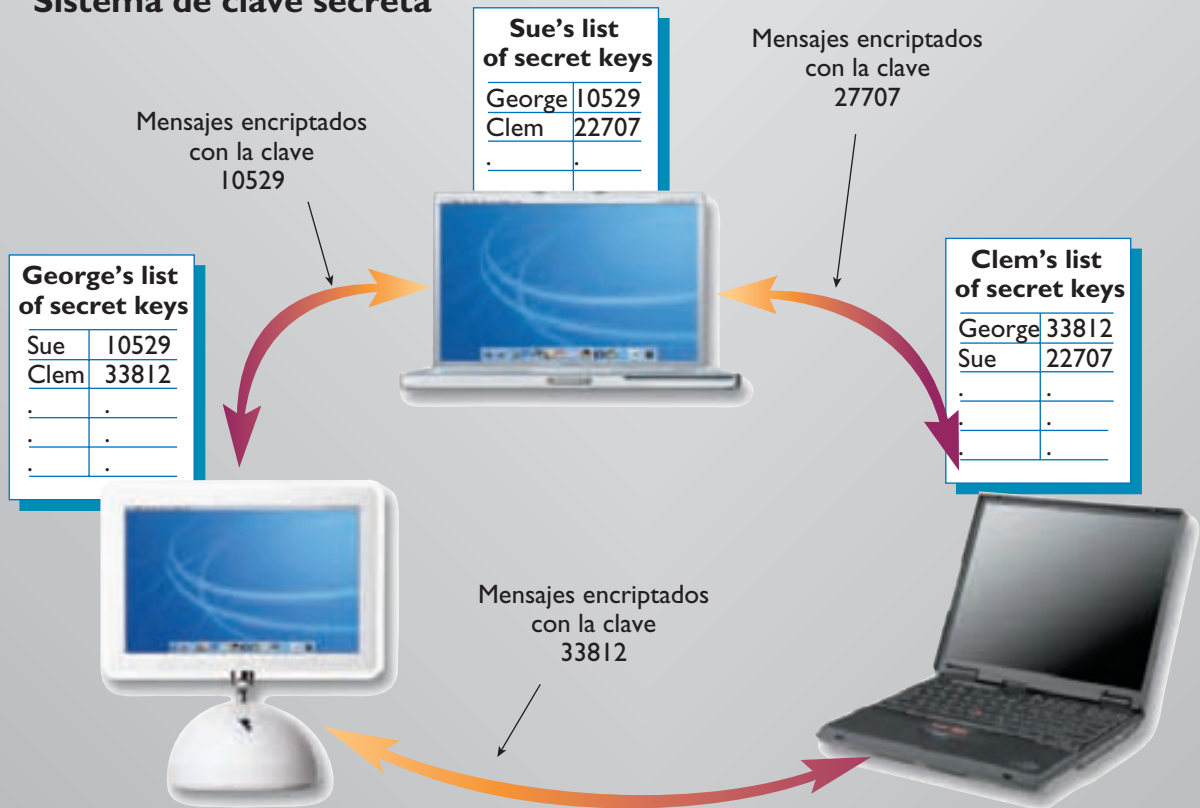 Sistema de clave secreta
Sue's list
of secret keys
George 10529
Clem 22707
. .
Mensajes encriptados
con la clave
27707
Mensajes encriptados
con la clave
10529
George's list
of secret keys
Sue 10529
Clem 33812
. .
. .
. .
Clem's list
of secret keys
George 33812
Sue 22707
. .
. .
. .
Mensajes encriptados
con la clave
33812